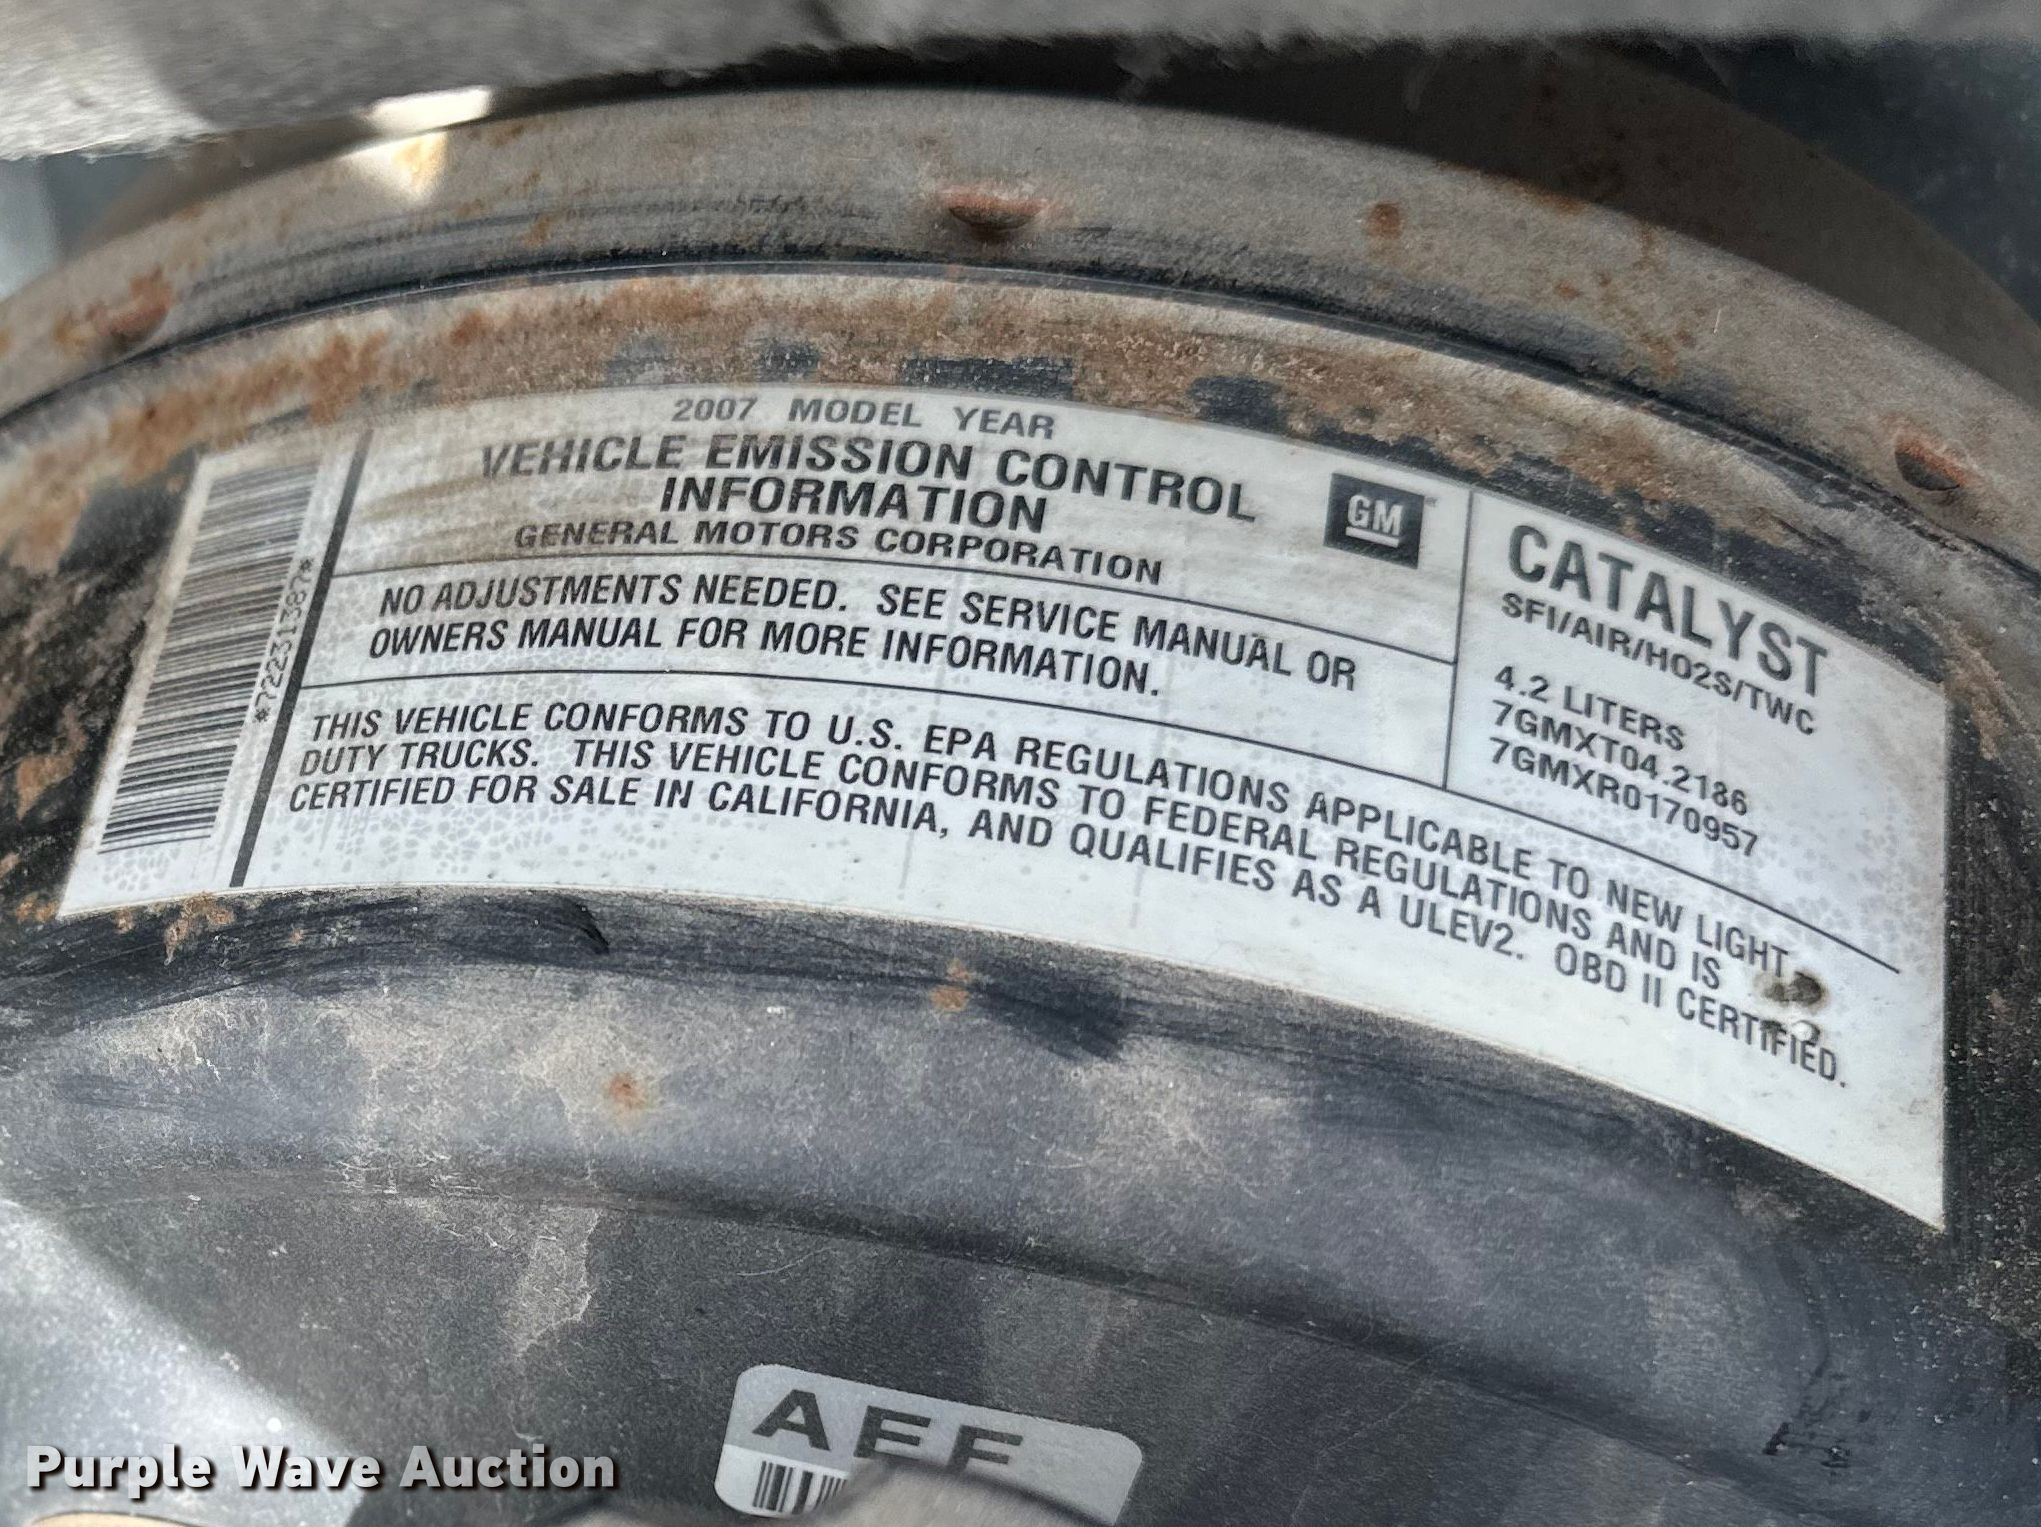 2007 MODEL YEAR
VEHICLE EMISSION CONTROL
INFORMATION
GENERAL MOTORS CORPORATION
GM
NO ADJUSTMENTS NEEDED. SEE SERVICE MANUAL OR
OWNERS MANUAL FOR MORE INFORMATION.
THIS VEHICLE CONFORMS TO U.S. EPA REGULATIONS APPLICABLE TO NEW LIGHT
DUTY TRUCKS. THIS VEHICLE CONFORMS TO FEDERAL REGULATIONS AND IS
CERTIFIED FOR SALE IN CALIFORNIA, AND QUALIFIES AS A ULEV2. OBD II CERTIFIED.
CATALYST
SFI/AIR/HO2S/TWC
4.2 LITERS
7GMXT04.2186
7GMXR0170957
*72231387*
AEF
Purple Wave Auction